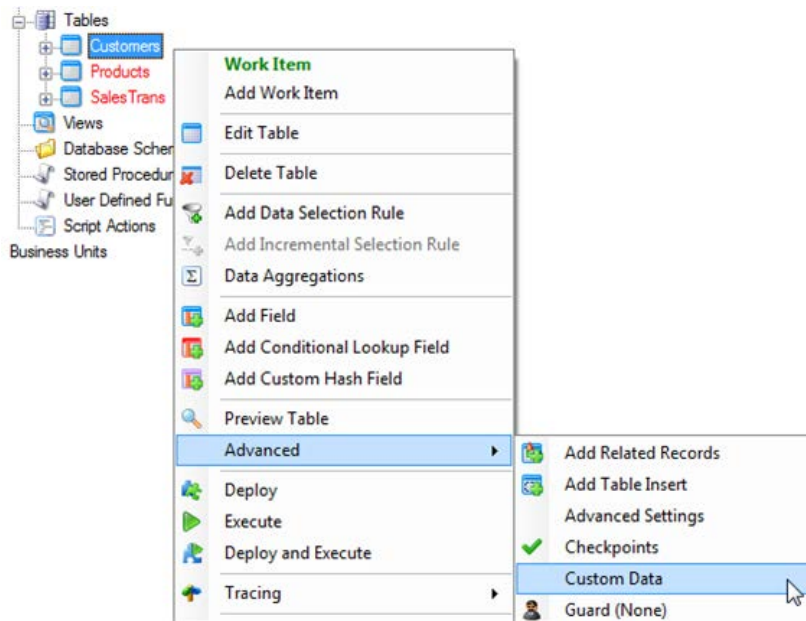 Tables
Customers
Products
SalesTrans
Views
Database Scher
Stored Procedur
User Defined Fu
Script Actions
Business Units
Work Item
Add Work Item
Edit Table
Delete Table
Add Data Selection Rule
Add Incremental Selection Rule
Data Aggregations
Add Field
Add Conditional Lookup Field
Add Custom Hash Field
Preview Table
Advanced
Deploy
Execute
Deploy and Execute
Tracing
Add Related Records
Add Table Insert
Advanced Settings
Checkpoints
Custom Data
Guard (None)